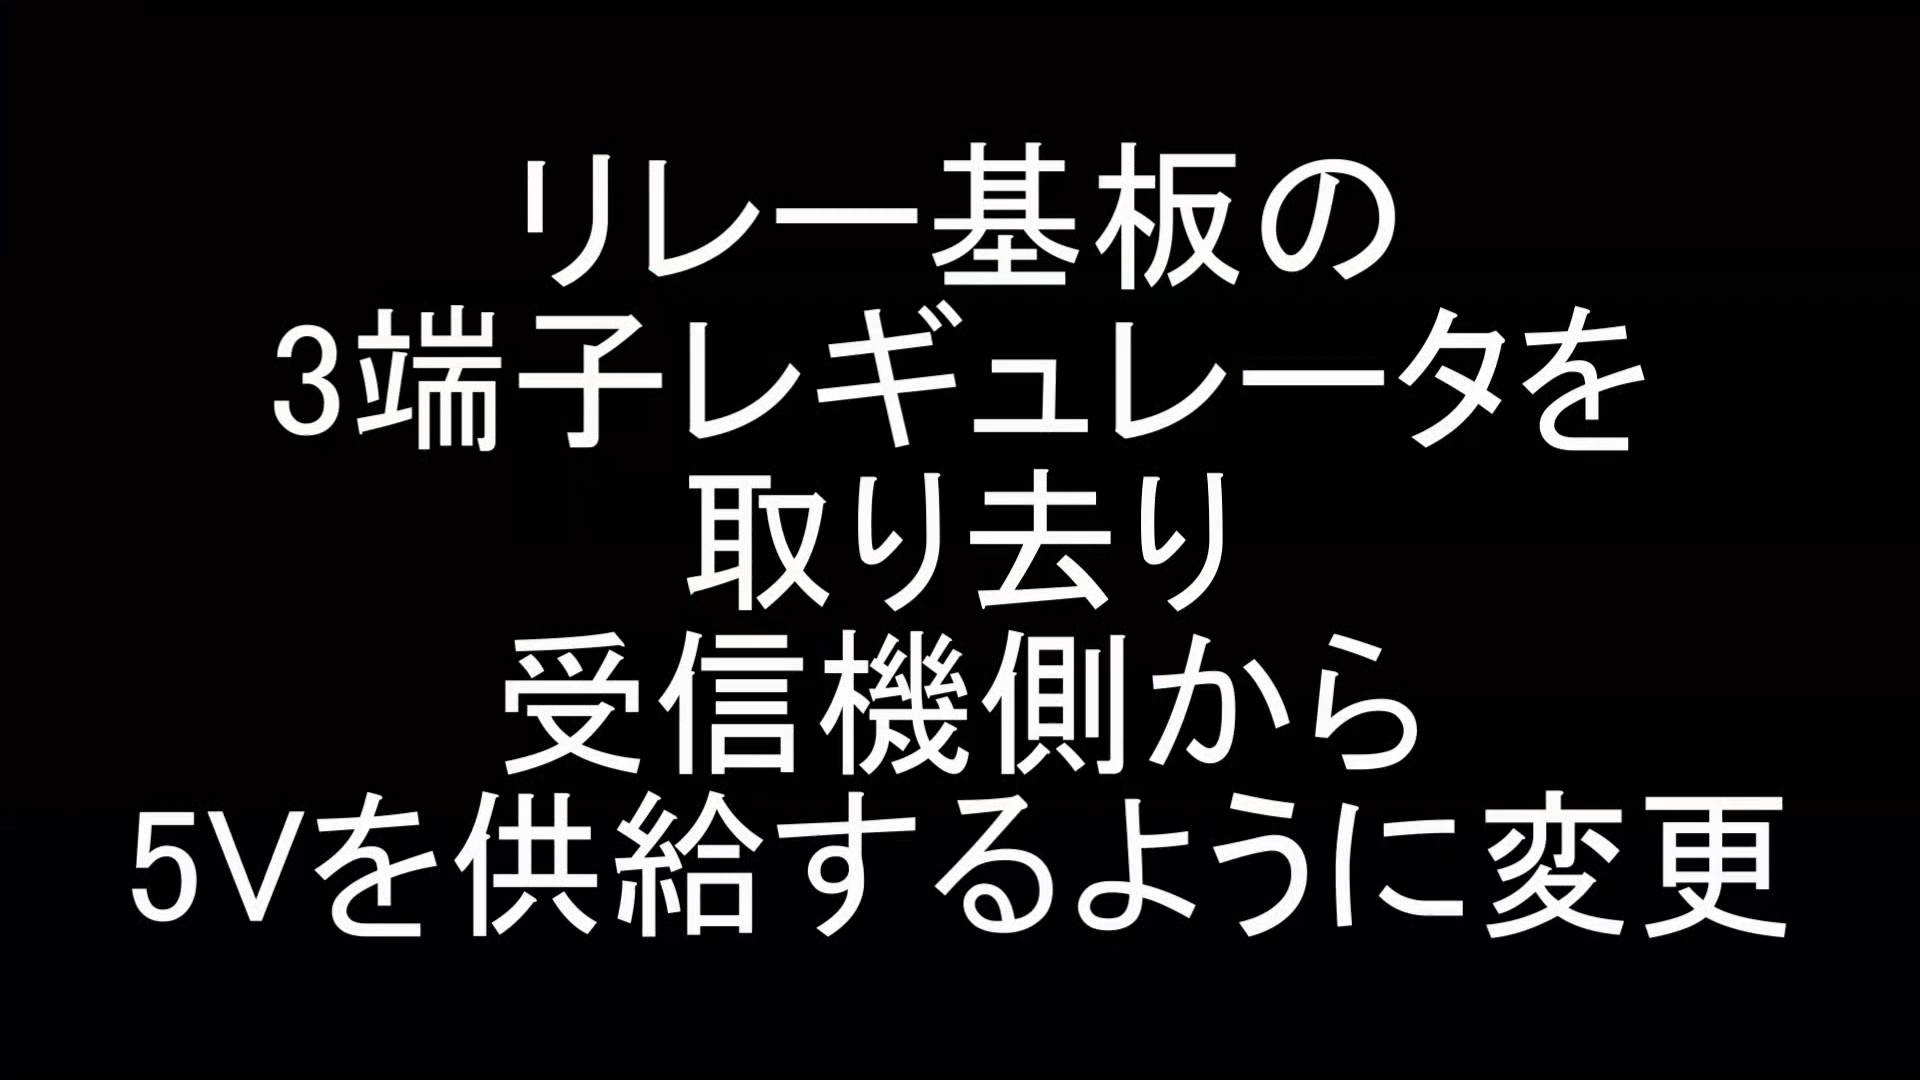 リレー基板の
3端子レギュレータを
取り去り
受信機側から
5Vを供給するように変更